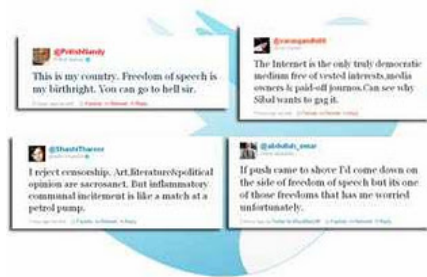 @PritishNandy
This is my country. Freedom of speech is
my birthright. You can go to hell sir.
@varungandhi80
The Internet is the only truly democratic
medium free of vested interests,media
owners & paid-off journos.Can see why
Sibal wants to gag it.
@ShashiTharoor
I reject censorship. Art,literature&political
opinion are sacrosanct. But inflammatory
communal incitement is like a match at a
petrol pump.
@abdullah_omar
If push came to shove I'd come down on
the side of freedom of speech but its one
of those freedoms that has me worried
unfortunately.